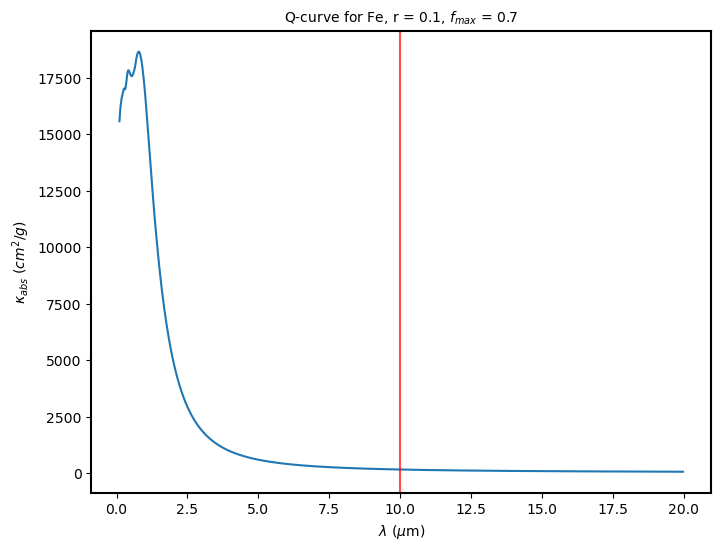 Q-curve for Fe, r = 0.1, f_max = 0.7
κ_abs (cm²/g)
17500
15000
12500
10000
7500
5000
2500
0
0.0 2.5 5.0 7.5 10.0 12.5 15.0 17.5 20.0
λ (μm)